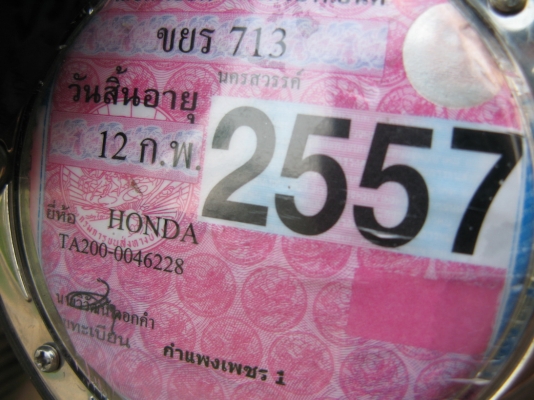 ขยร 713
นครสวรรค์
วันสิ้นอายุ
12 ก.พ.
2557
ยี่ห้อ HONDA
TA200-0046228
กำแพงเพชร 1